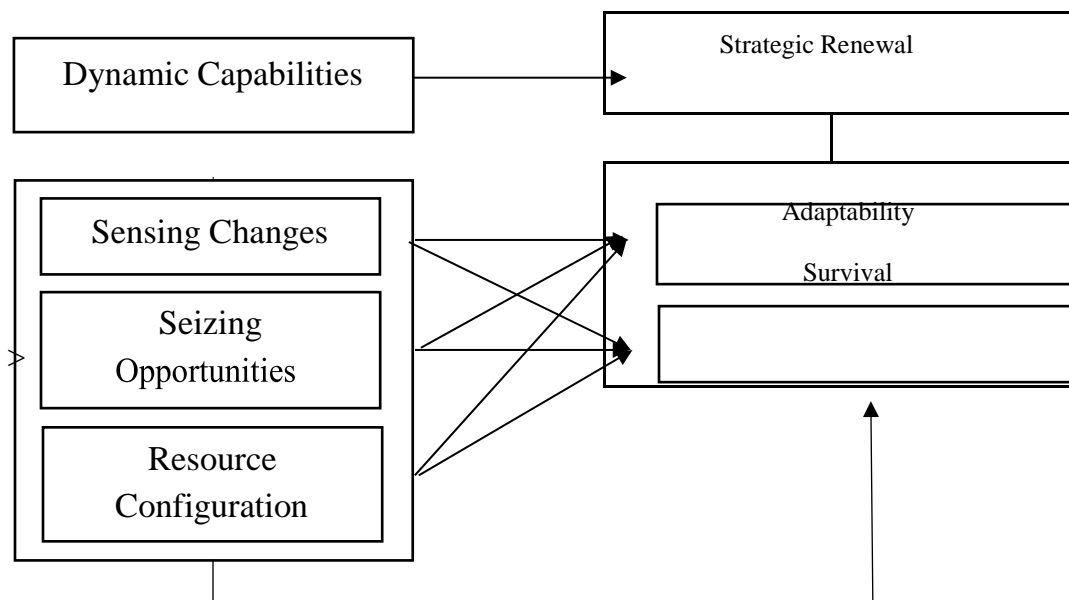 Dynamic Capabilities
Strategic Renewal
Sensing Changes
Seizing
Opportunities
Resource
Configuration
Adaptability
Survival
>